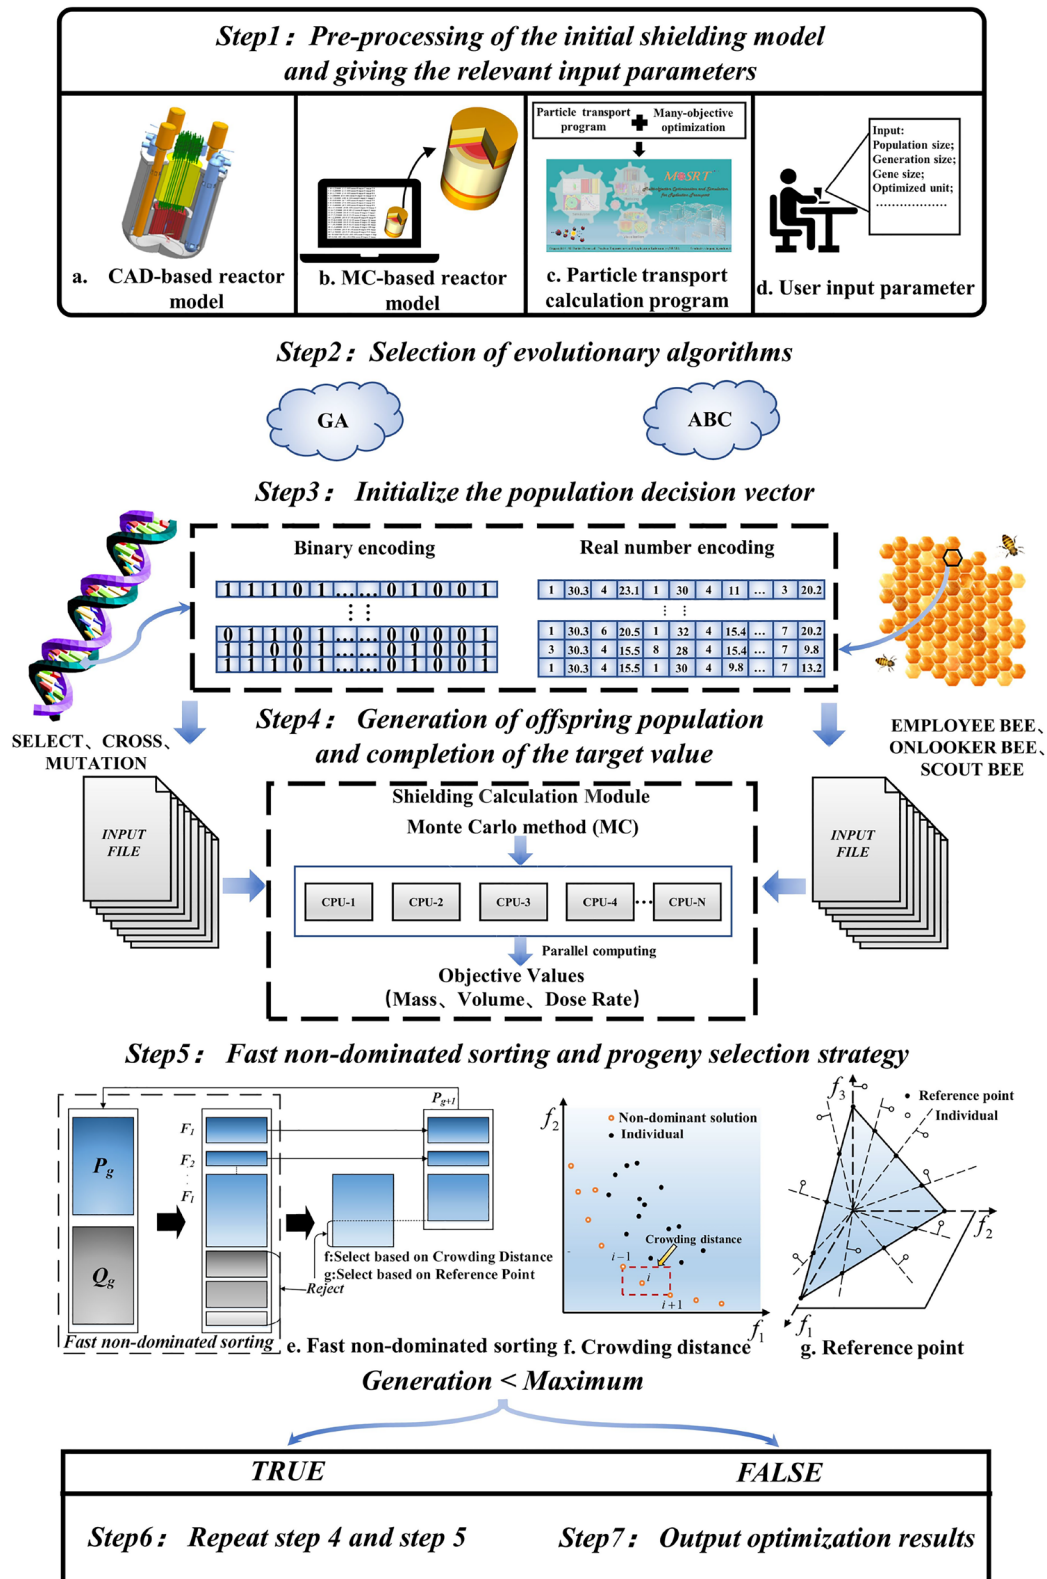 Step1： Pre-processing of the initial shielding model
and giving the relevant input parameters
a. CAD-based reactor
model
b. MC-based reactor
model
Particle transport
program
Many-objective
optimization
MOSRT
c. Particle transport
calculation program
Input:
Population size;
Generation size;
Gene size;
Optimized unit;
………………
d. User input parameter
Step2： Selection of evolutionary algorithms
GA
ABC
Step3： Initialize the population decision vector
Binary encoding
1 1 1 0 1 … … 0 1 0 0 1
⋮ ⋮
0 1 1 0 1 … … 0 0 0 0 1
1 1 0 0 1 … … 0 1 0 0 1
1 1 1 0 1 … … 0 1 0 0 1
Real number encoding
1 30.3 4 23.1 1 30 4 11 … 3 20.2
⋮ ⋮
1 30.3 6 20.5 1 32 4 15.4 … 7 20.2
3 30.3 4 15.5 8 28 4 15.4 … 7 9.8
1 30.3 4 15.5 1 30 4 9.8 … 7 13.2
Step4： Generation of offspring population
and completion of the target value
SELECT、CROSS、
MUTATION
EMPLOYEE BEE、
ONLOOKER BEE、
SCOUT BEE
INPUT
FILE
Shielding Calculation Module
Monte Carlo method (MC)
CPU-1 CPU-2 CPU-3 CPU-4 … CPU-N
Parallel computing
Objective Values
(Mass、Volume、Dose Rate)
INPUT
FILE
Step5： Fast non-dominated sorting and progeny selection strategy
P_g
Q_g
F_1
F_2
F_l
P_{g+1}
f:Select based on Crowding Distance
g:Select based on Reference Point
Reject
Fast non-dominated sorting
e. Fast non-dominated sorting
f_2
Non-dominant solution
Individual
Crowding distance
i−1
i
i+1
f_1
f. Crowding distance
f_3
Reference point
Individual
f_2
f_1
g. Reference point
Generation < Maximum
TRUE
FALSE
Step6： Repeat step 4 and step 5
Step7： Output optimization results